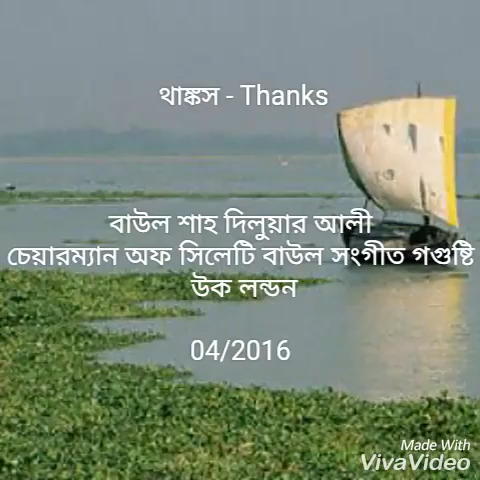 থাঙ্কস - Thanks
বাউল শাহ দিলুয়ার আলী
চেয়ারম্যান অফ সিলেটি বাউল সংগীত গগুষ্টি
উক লন্ডন
04/2016
Made With
VivaVideo